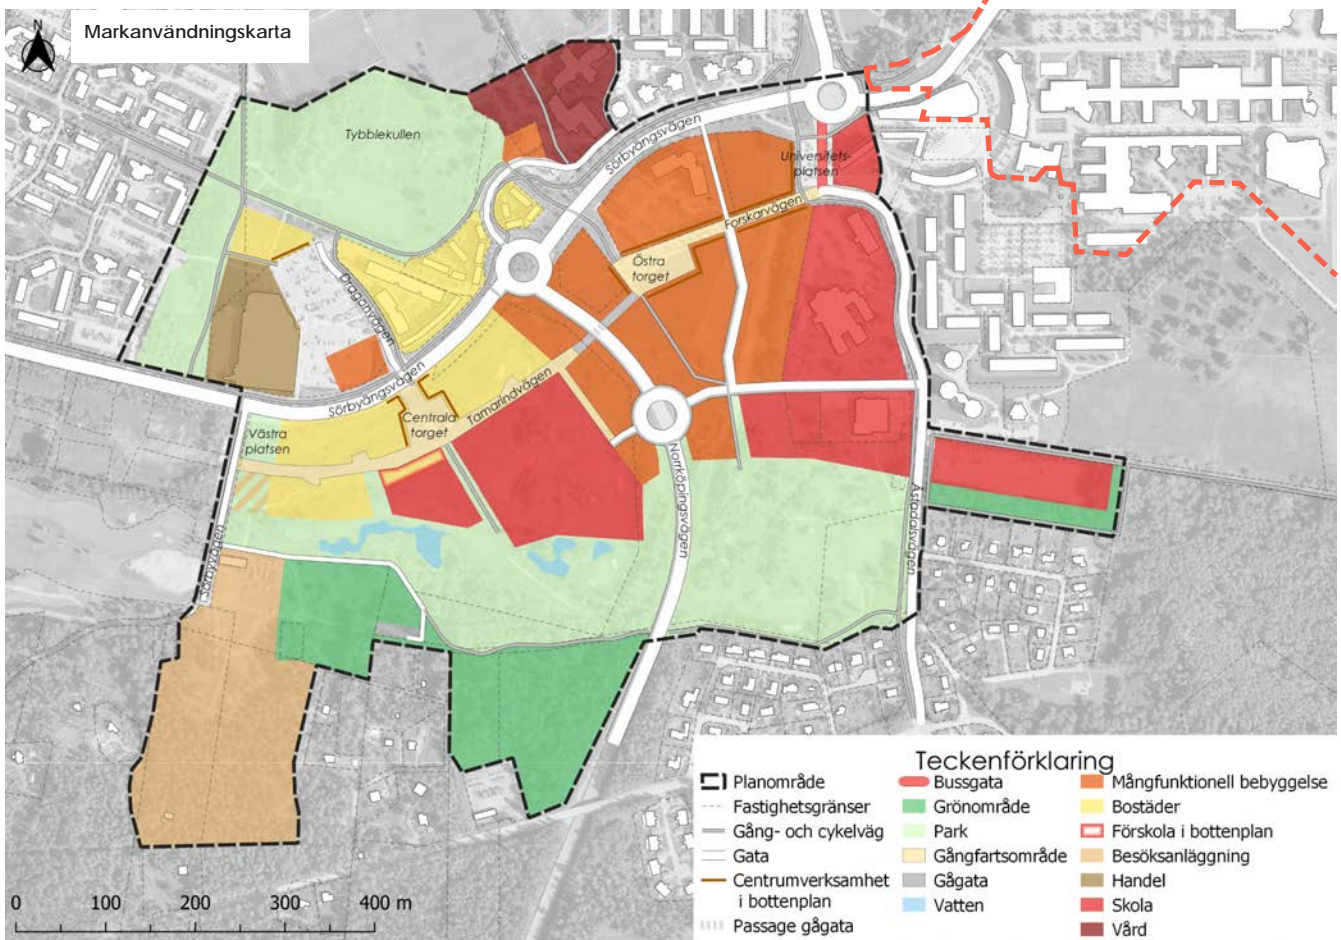 Markanvändningskarta
N
Tybblekullen
Sörbyängsvägen
Universitets-
platsen
Forskarvägen
Östra
torget
Dragonvägen
Sörbyängsvägen
Tamarindvägen
Centrala
torget
Västra
platsen
Norrköpingsvägen
Åstadalsvägen
Sörbyvägen
0 100 200 300 400 m
Teckenförklaring
Planområde
Fastighetsgränser
Gång- och cykelväg
Gata
Centrumverksamhet
i bottenplan
Passage gågata
Bussgata
Grönområde
Park
Gångfartsområde
Gågata
Vatten
Mångfunktionell bebyggelse
Bostäder
Förskola i bottenplan
Besöksanläggning
Handel
Skola
Vård